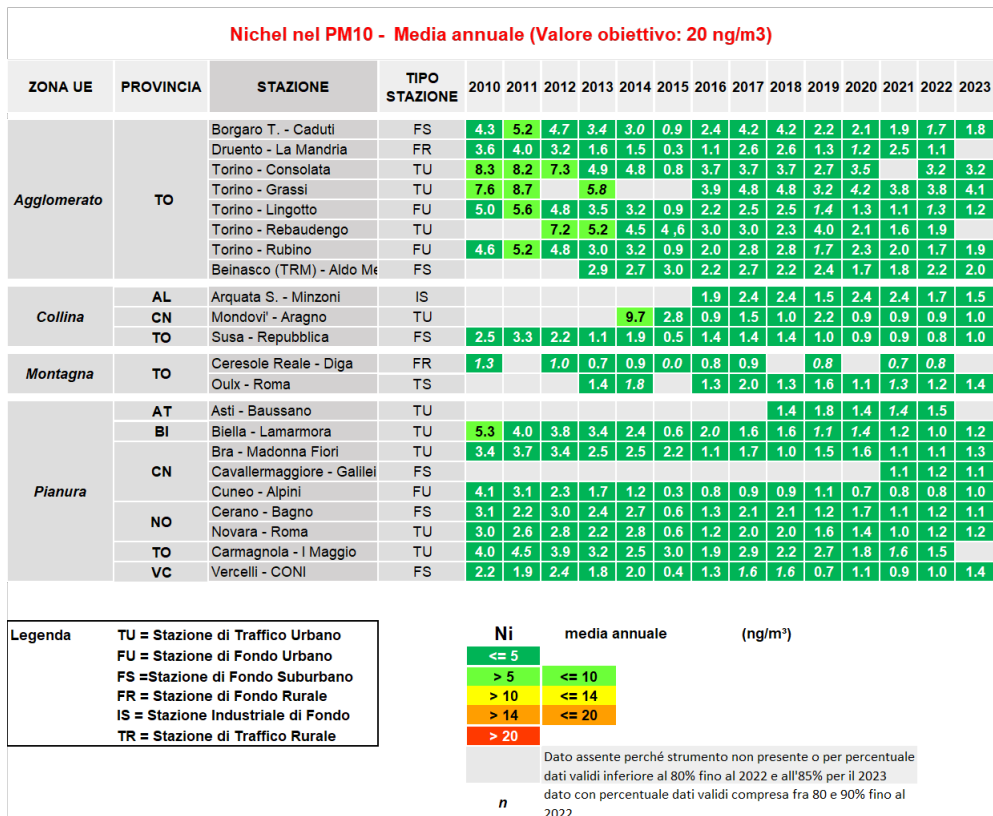 Nichel nel PM10 - Media annuale (Valore obiettivo: 20 ng/m3)
ZONA UE PROVINCIA STAZIONE TIPO STAZIONE 2010 2011 2012 2013 2014 2015 2016 2017 2018 2019 2020 2021 2022 2023
Agglomerato TO
Borgaro T. - Caduti FS 4.3 5.2 4.7 3.4 3.0 0.9 2.4 4.2 4.2 2.2 2.1 1.9 1.7 1.8
Druento - La Mandria FR 3.6 4.0 3.2 1.6 1.5 0.3 1.1 2.6 2.6 1.3 1.2 2.5 1.1
Torino - Consolata TU 8.3 8.2 7.3 4.9 4.8 0.8 3.7 3.7 3.7 2.7 3.5 3.2 3.2
Torino - Grassi TU 7.6 8.7 5.8 3.9 4.8 4.8 3.2 4.2 3.8 3.8 4.1
Torino - Lingotto FU 5.0 5.6 4.8 3.5 3.2 0.9 2.2 2.5 2.5 1.4 1.3 1.1 1.3 1.2
Torino - Rebaudengo TU 7.2 5.2 4.5 4 ,6 3.0 3.0 2.3 4.0 2.1 1.6 1.9
Torino - Rubino FU 4.6 5.2 4.8 3.0 3.2 0.9 2.0 2.8 2.8 1.7 2.3 2.0 1.7 1.9
Beinasco (TRM) - Aldo Me FS 2.9 2.7 3.0 2.2 2.7 2.2 2.4 1.7 1.8 2.2 2.0
Collina
AL Arquata S. - Minzoni IS 1.9 2.4 2.4 1.5 2.4 2.4 1.7 1.5
CN Mondovi' - Aragno TU 9.7 2.8 0.9 1.5 1.0 2.2 0.9 0.9 0.9 1.0
TO Susa - Repubblica FS 2.5 3.3 2.2 1.1 1.9 0.5 1.4 1.4 1.4 1.0 0.9 0.9 0.8 1.0
Montagna TO
Ceresole Reale - Diga FR 1.3 1.0 0.7 0.9 0.0 0.8 0.9 0.8 0.7 0.8
Oulx - Roma TS 1.4 1.8 1.3 2.0 1.3 1.6 1.1 1.3 1.2 1.4
Pianura
AT Asti - Baussano TU 1.4 1.8 1.4 1.4 1.5
BI Biella - Lamarmora TU 5.3 4.0 3.8 3.4 2.4 0.6 2.0 1.6 1.6 1.1 1.4 1.2 1.0 1.2
CN Bra - Madonna Fiori TU 3.4 3.7 3.4 2.5 2.5 2.2 1.1 1.7 1.0 1.5 1.6 1.1 1.1 1.3
Cavallermaggiore - Galilei FS 1.1 1.2 1.1
Cuneo - Alpini FU 4.1 3.1 2.3 1.7 1.2 0.3 0.8 0.9 0.9 1.1 0.7 0.8 0.8 1.0
NO Cerano - Bagno FS 3.1 2.2 3.0 2.4 2.7 0.6 1.3 2.1 2.1 1.2 1.7 1.1 1.2 1.1
Novara - Roma TU 3.0 2.6 2.8 2.2 2.8 0.6 1.2 2.0 2.0 1.6 1.4 1.0 1.2 1.2
TO Carmagnola - I Maggio TU 4.0 4.5 3.9 3.2 2.5 3.0 1.9 2.9 2.2 2.7 1.8 1.6 1.5
VC Vercelli - CONI FS 2.2 1.9 2.4 1.8 2.0 0.4 1.3 1.6 1.6 0.7 1.1 0.9 1.0 1.4
Legenda TU = Stazione di Traffico Urbano
FU = Stazione di Fondo Urbano
FS =Stazione di Fondo Suburbano
FR = Stazione di Fondo Rurale
IS = Stazione Industriale di Fondo
TR = Stazione di Traffico Rurale
Ni media annuale (ng/m³)
<= 5
> 5 <= 10
> 10 <= 14
> 14 <= 20
> 20
Dato assente perché strumento non presente o per percentuale
dati validi inferiore al 80% fino al 2022 e all'85% per il 2023
n dato con percentuale dati validi compresa fra 80 e 90% fino al
2022